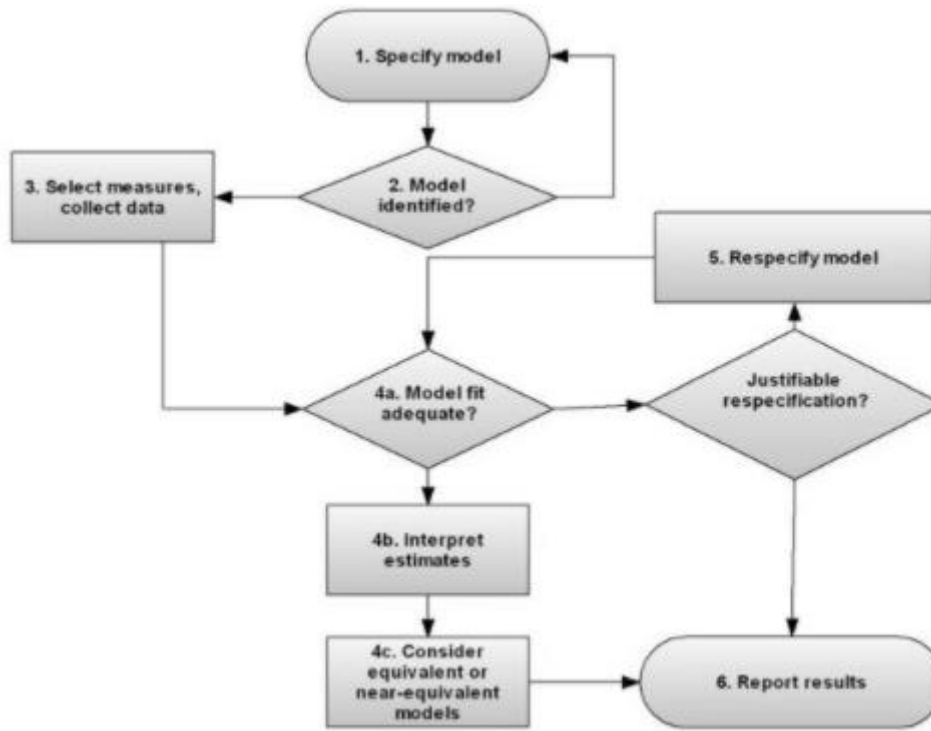 1. Specify model
2. Model
identified?
3. Select measures,
collect data
5. Respecify model
4a. Model fit
adequate?
Justifiable
respecification?
4b. Interpret
estimates
4c. Consider
equivalent or
near-equivalent
models
6. Report results